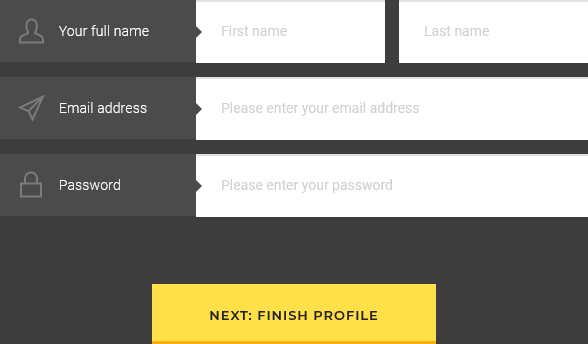 Your full name First name Last name
Email address Please enter your email address
Password Please enter your password
NEXT: FINISH PROFILE